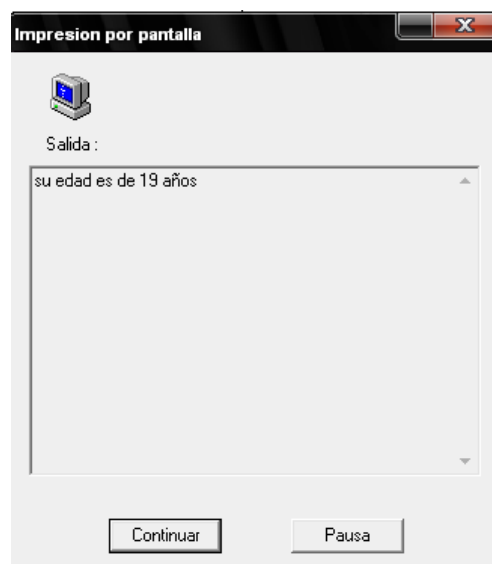 Impresion por pantalla
Salida :
su edad es de 19 años
Continuar
Pausa